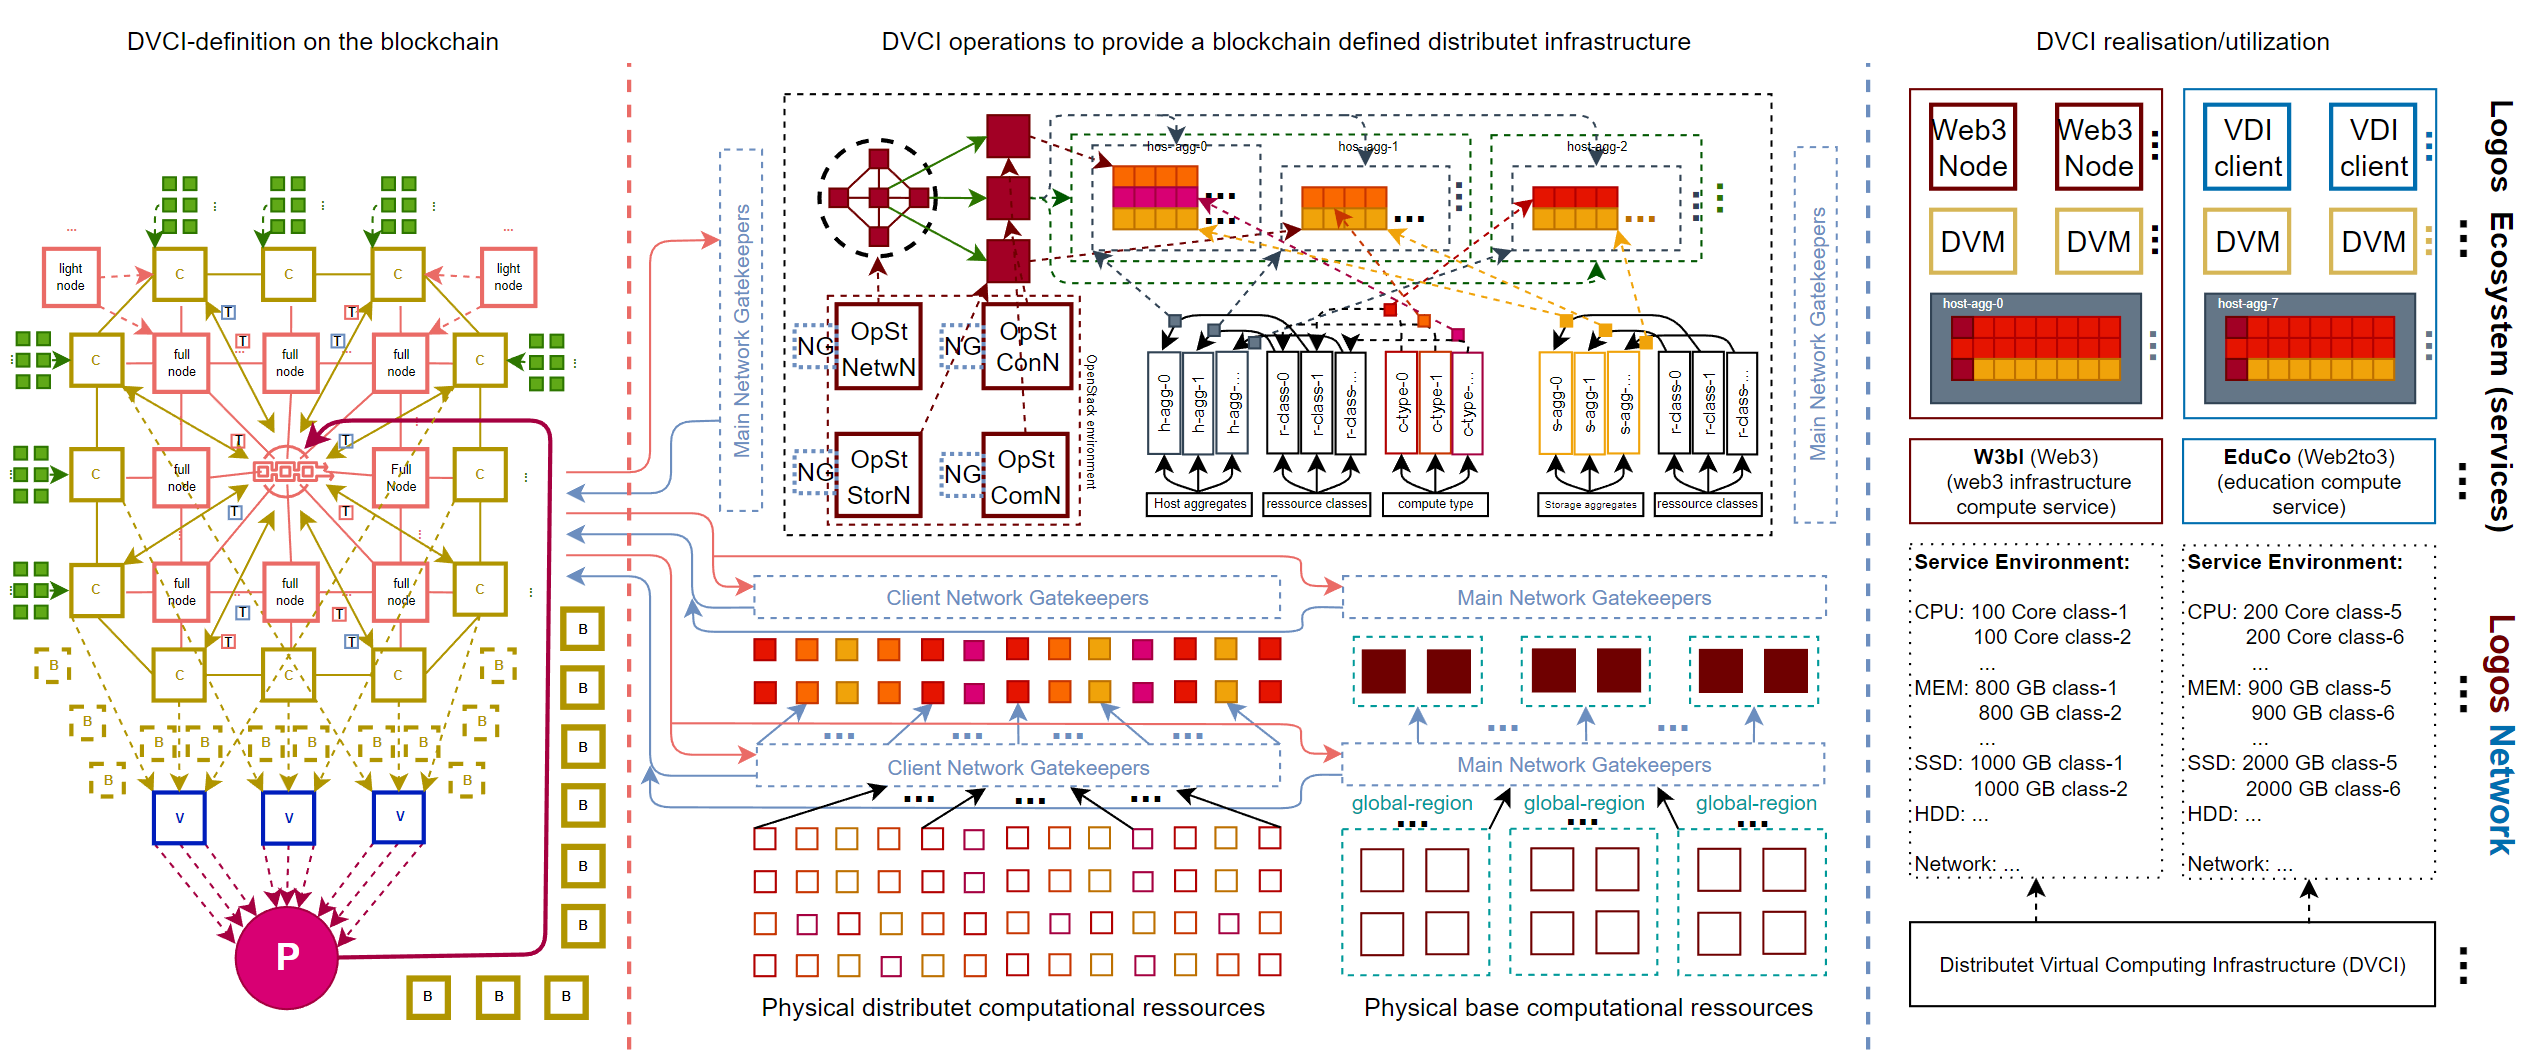 DVCI-definition on the blockchain
...
light
node
C
C
C
...
light
node
T
T
T
T
C
full
node
full
node
full
node
C
T
T
C
full
node
Full
Node
C
T
T
C
full
node
full
node
full
node
C
T
T
T
T
C
C
C
B
B
B
B
B
B
B
B
B
B
B
B
B
B
V
V
V
P
B
B
B
B
B
B
B
B
B
DVCI operations to provide a blockchain defined distributet infrastructure
Main Network Gatekeepers
host-agg-0
host-agg-1
host-agg-2
...
...
...
...
NG
OpSt
NetwN
NG
OpSt
ConN
NG
OpSt
StorN
NG
OpSt
ComN
OpenStack environment
h-agg-0
h-agg-1
h-agg-...
r-class-0
r-class-1
r-class-...
c-type-0
c-type-1
c-type-...
s-agg-0
s-agg-1
s-agg-...
r-class-0
r-class-1
r-class-...
Host aggregates
ressource classes
compute type
Storage aggregates
ressource classes
Main Network Gatekeepers
Client Network Gatekeepers
Main Network Gatekeepers
...
...
...
...
...
...
Client Network Gatekeepers
Main Network Gatekeepers
...
...
...
global-region
...
global-region
...
global-region
...
Physical distributet computational ressources
Physical base computational ressources
DVCI realisation/utilization
Web3
Node
Web3
Node
DVM
DVM
host-agg-0
VDI
client
VDI
client
DVM
DVM
host-agg-7
W3bI (Web3)
(web3 infrastructure
compute service)
EduCo (Web2to3)
(education compute
service)
Service Environment:
CPU: 100 Core class-1
100 Core class-2
...
MEM: 800 GB class-1
800 GB class-2
...
SSD: 1000 GB class-1
1000 GB class-2
HDD: ...
Network: ...
Service Environment:
CPU: 200 Core class-5
200 Core class-6
...
MEM: 900 GB class-5
900 GB class-6
...
SSD: 2000 GB class-5
2000 GB class-6
HDD: ...
Network: ...
Distributet Virtual Computing Infrastructure (DVCI)
Logos Ecosystem (services)
Logos Network